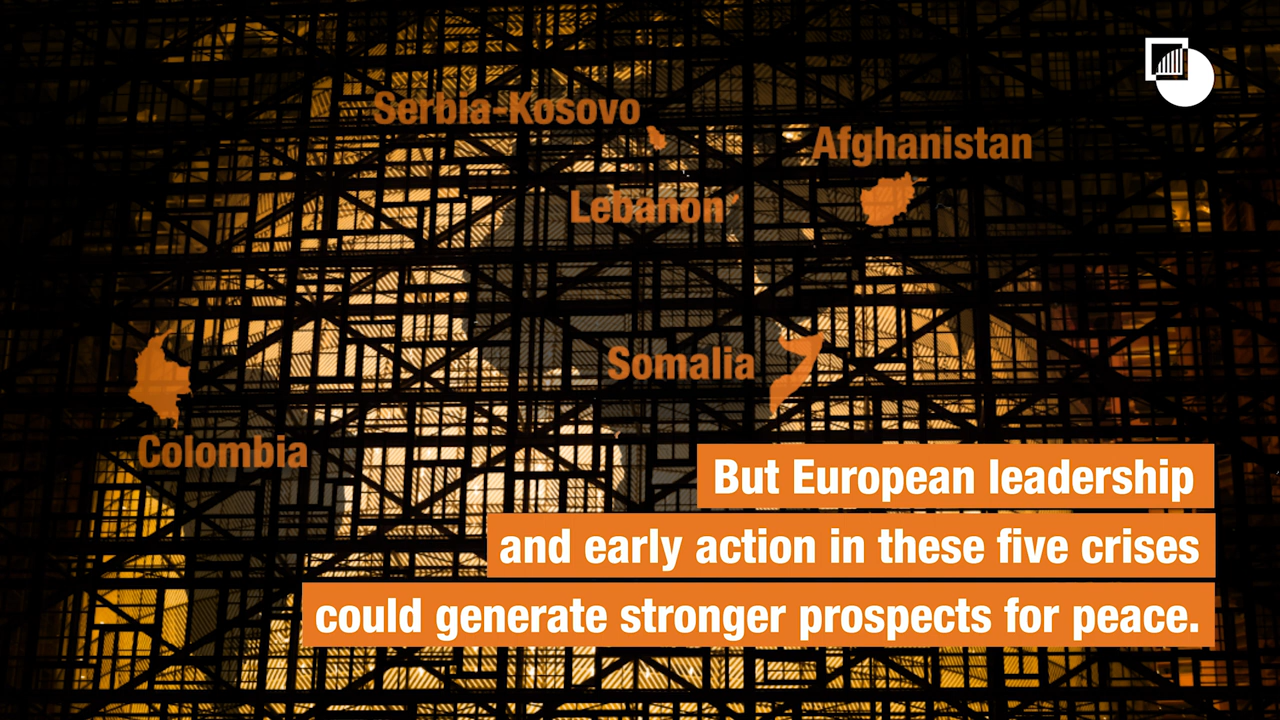 Serbia-Kosovo
Afghanistan
Lebanon
Somalia
Colombia
But European leadership
and early action in these five crises
could generate stronger prospects for peace.